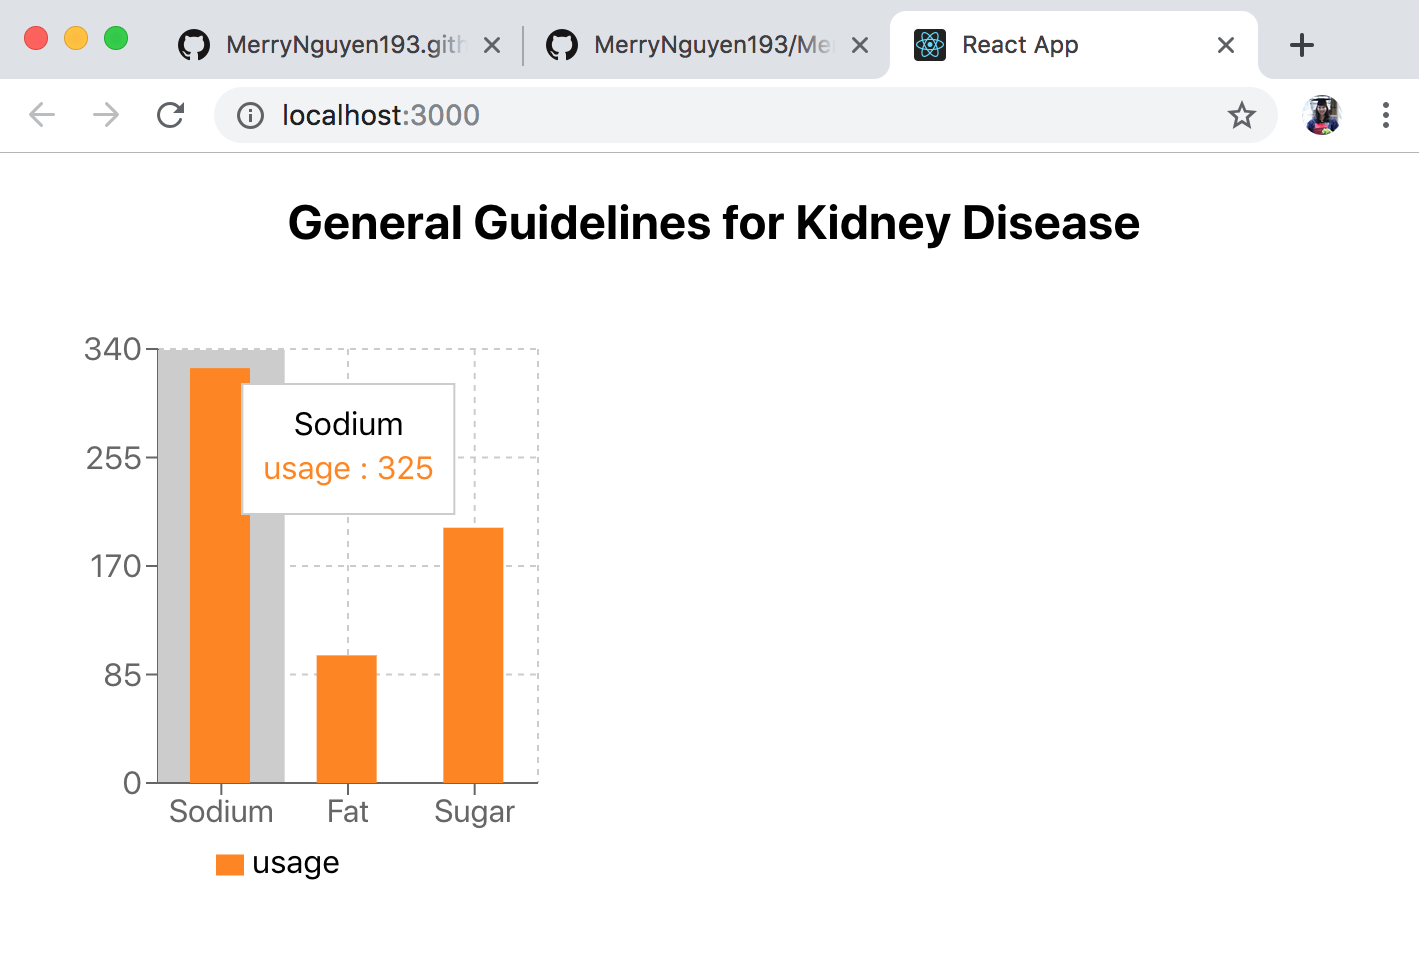 MerryNguyen193.gith
MerryNguyen193/Me
React App
localhost:3000
General Guidelines for Kidney Disease
340
255
170
85
0
Sodium
usage : 325
Sodium Fat Sugar
usage